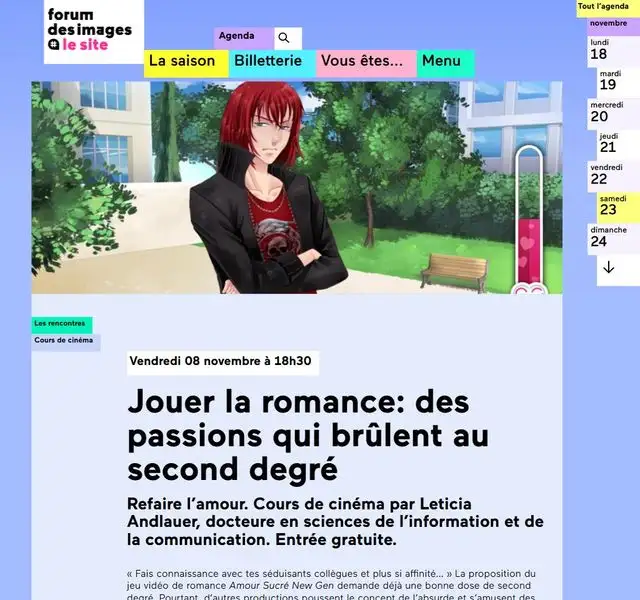 forum
des images
le site
Agenda
La saison
Billetterie
Vous êtes...
Menu
Tout l'agenda
novembre
lundi
18
mardi
19
mercredi
20
jeudi
21
vendredi
22
samedi
23
dimanche
24
Les rencontres
Cours de cinéma
Vendredi 08 novembre à 18h30
Jouer la romance: des
passions qui brûlent au
second degré
Refaire l'amour. Cours de cinéma par Leticia
Andlauer, docteure en sciences de l'information et de
la communication. Entrée gratuite.
« Fais connaissance avec tes séduisants collègues et plus si affinité... » La proposition du
jeu vidéo de romance Amour Sucré New Gen demande déjà une bonne dose de second
degré. Pourtant, d'autres productions poussent le concept de l'absurde et s'amusent des